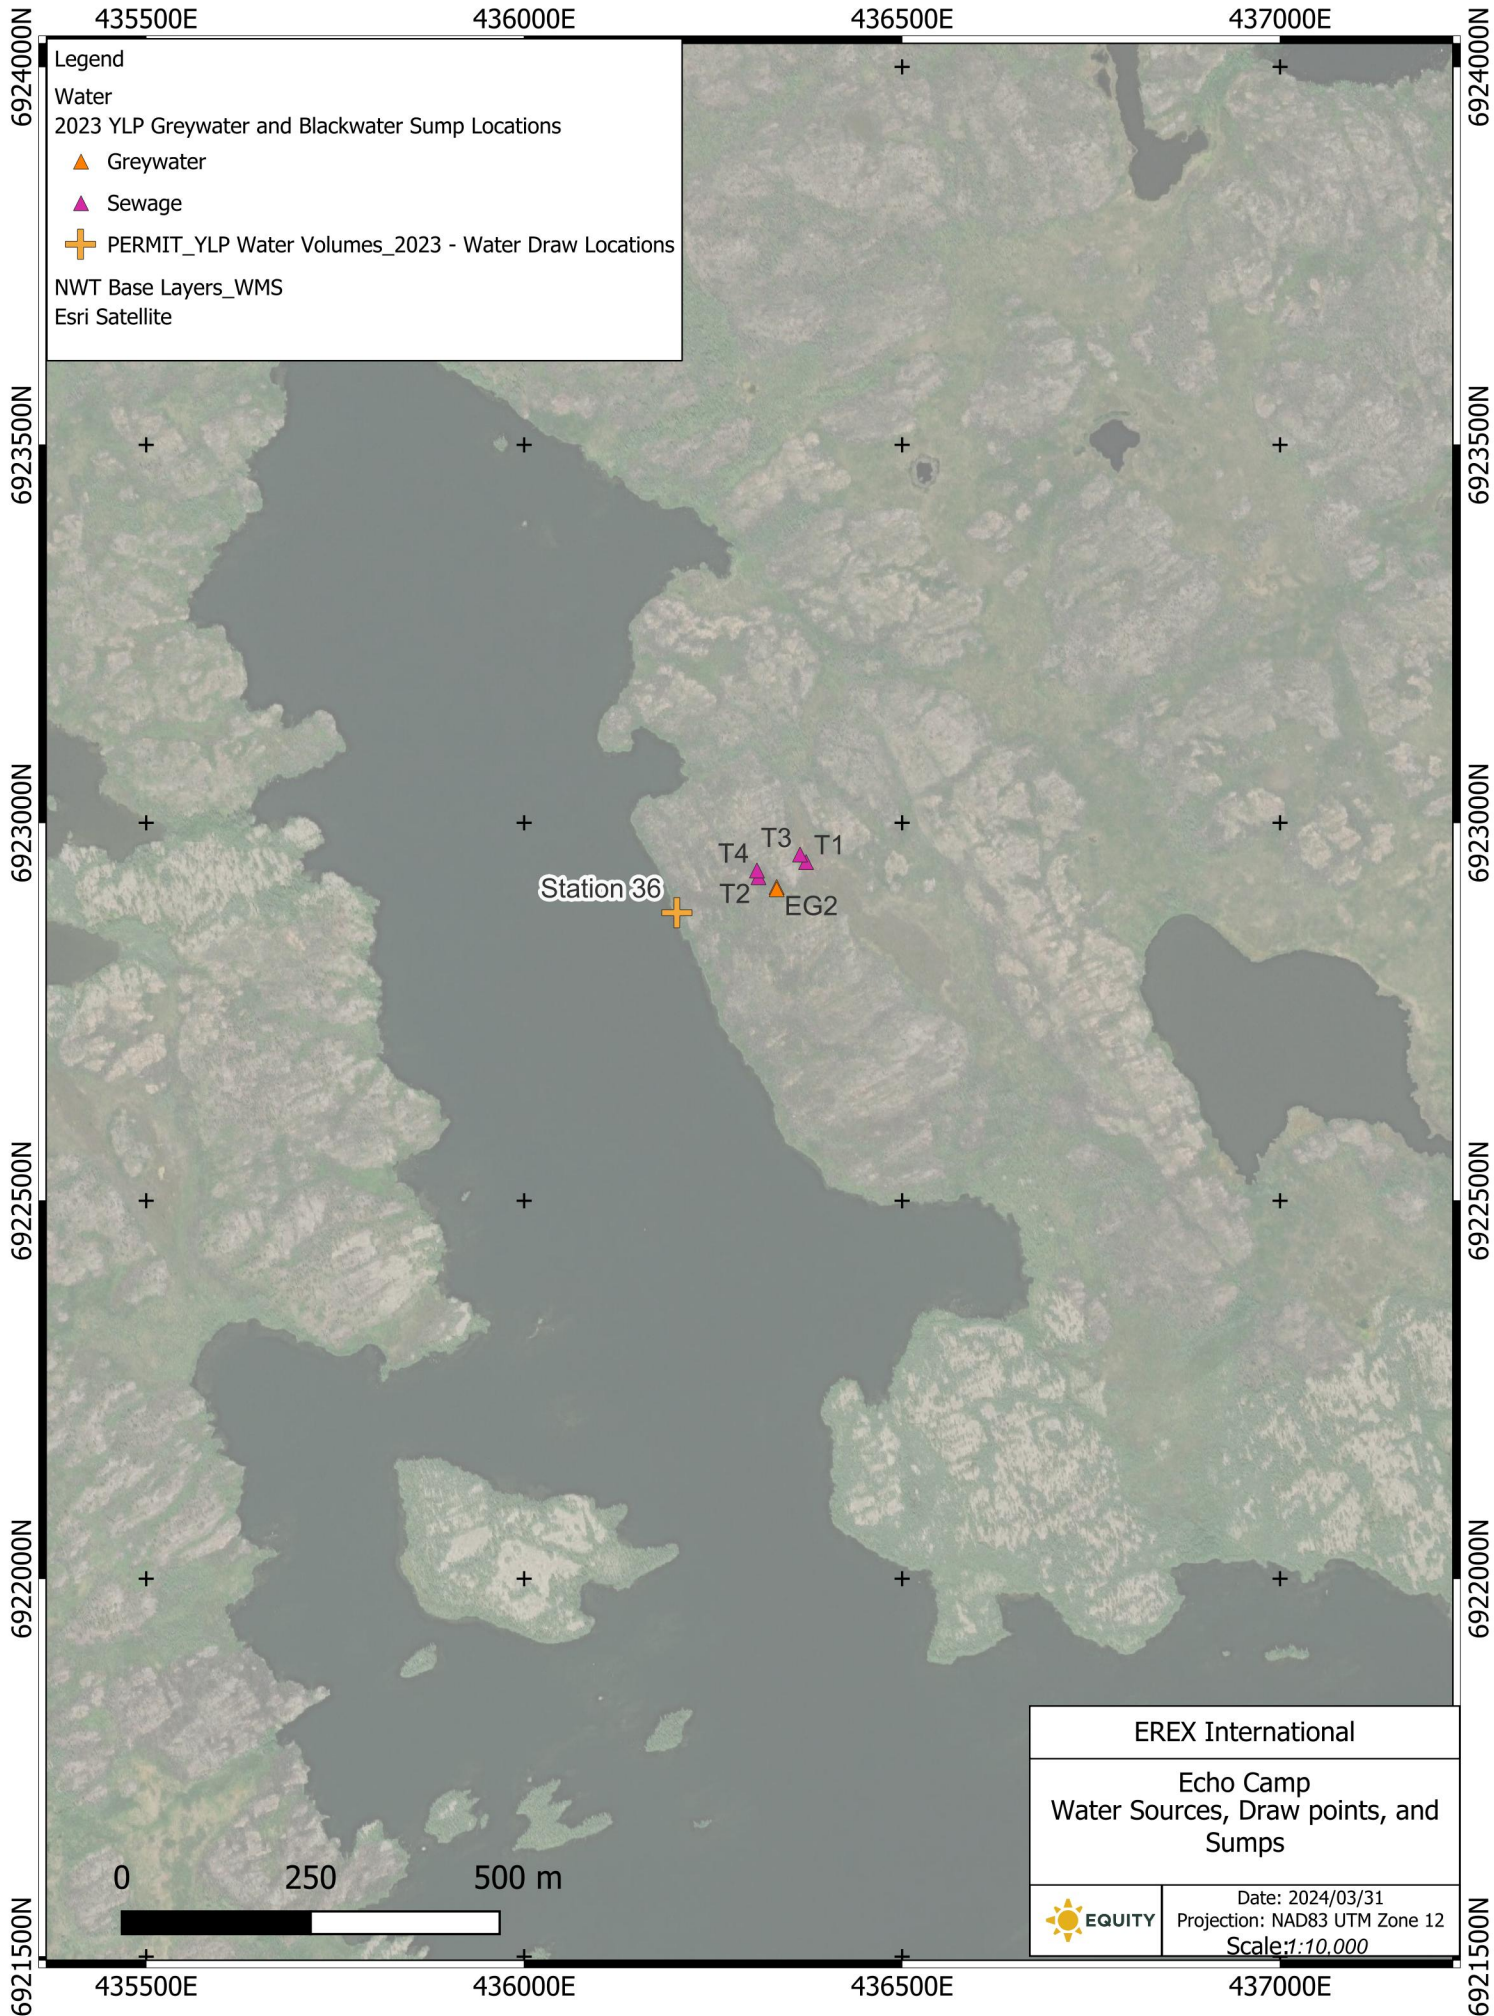 435500E 436000E 436500E 437000E
6924000N
6924000N
Legend
Water
2023 YLP Greywater and Blackwater Sump Locations
Greywater
Sewage
PERMIT_YLP Water Volumes_2023 - Water Draw Locations
NWT Base Layers_WMS
Esri Satellite
6923500N
6923500N
6923000N
6923000N
T3
T1
T4
T2
EG2
Station 36
6922500N
6922500N
6922000N
6922000N
0 250 500 m
EREX International
Echo Camp
Water Sources, Draw points, and
Sumps
EQUITY
Date: 2024/03/31
Projection: NAD83 UTM Zone 12
Scale:1:10,000
6921500N
6921500N
435500E 436000E 436500E 437000E